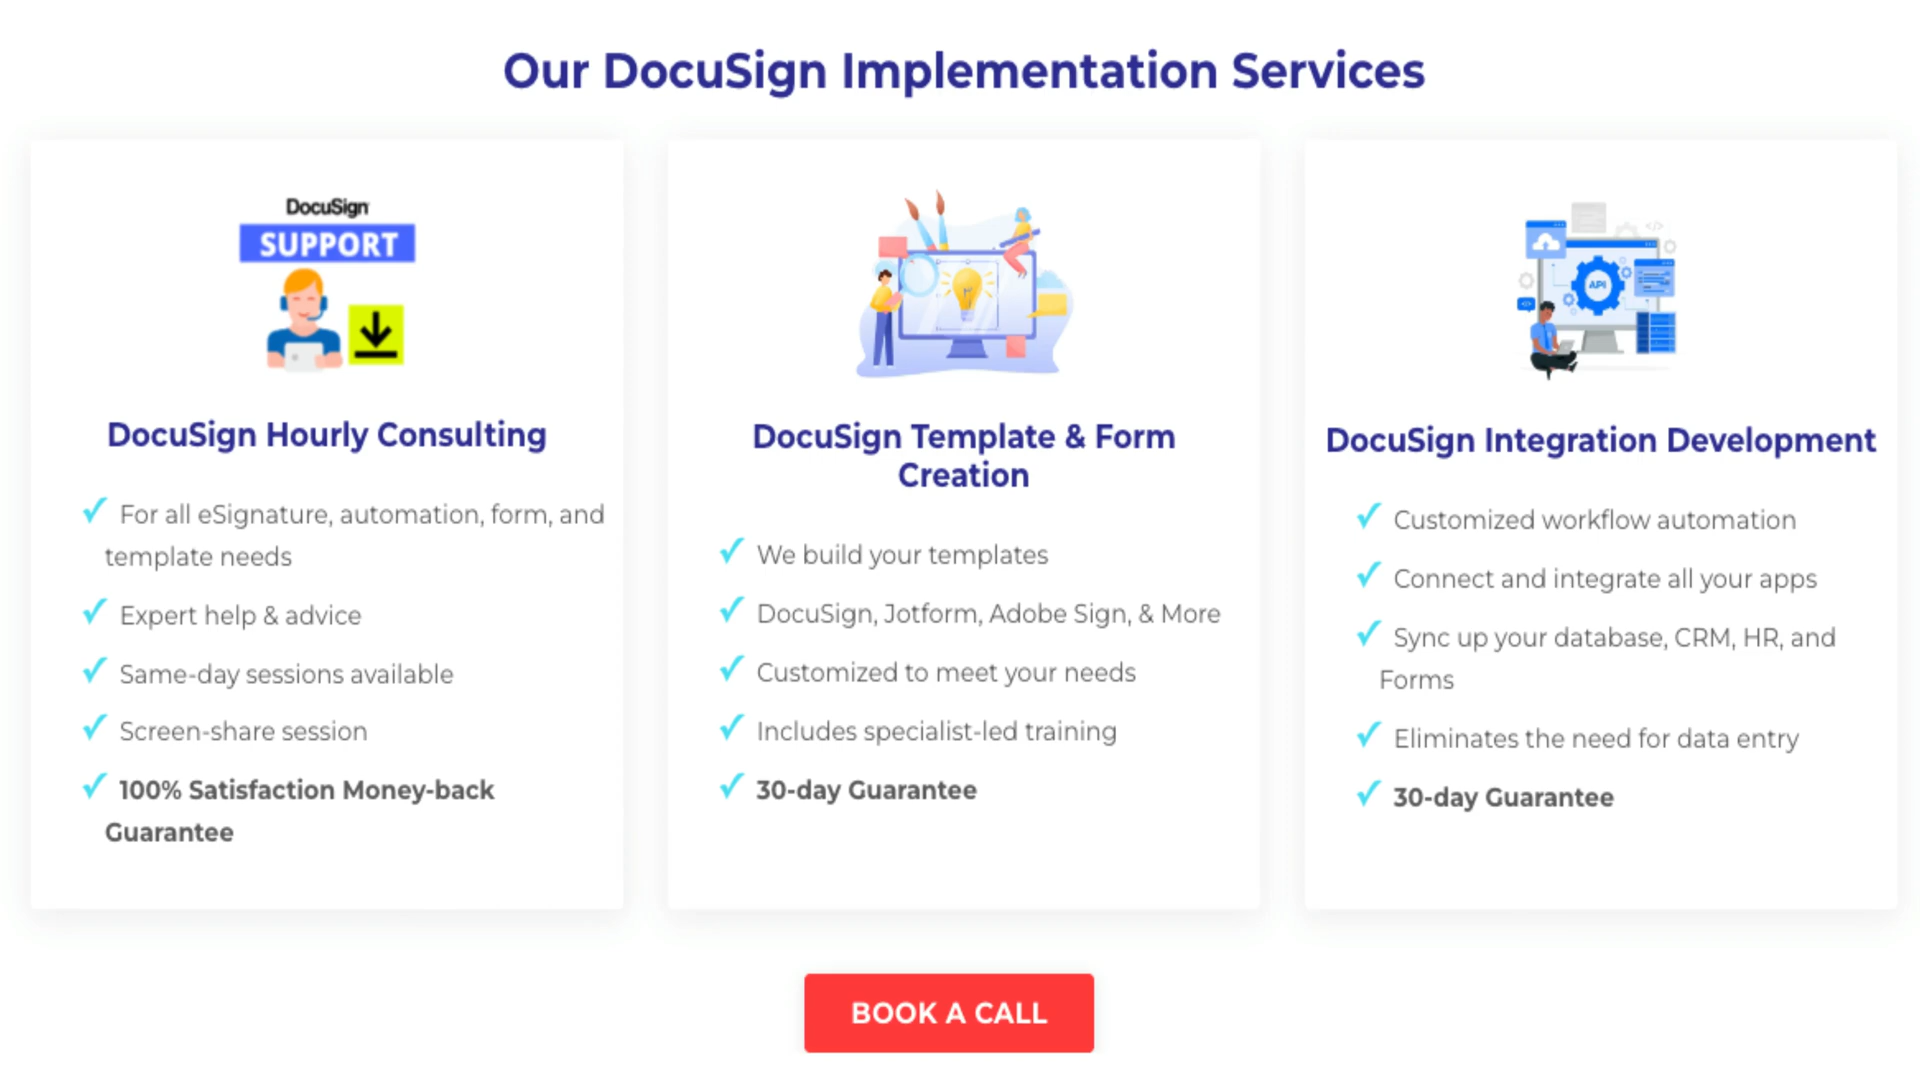 Our DocuSign Implementation Services
DocuSign
SUPPORT
DocuSign Hourly Consulting
For all eSignature, automation, form, and
template needs
Expert help & advice
Same-day sessions available
Screen-share session
100% Satisfaction Money-back
Guarantee
DocuSign Template & Form
Creation
We build your templates
DocuSign, Jotform, Adobe Sign, & More
Customized to meet your needs
Includes specialist-led training
30-day Guarantee
API
</>
</>
DocuSign Integration Development
Customized workflow automation
Connect and integrate all your apps
Sync up your database, CRM, HR, and
Forms
Eliminates the need for data entry
30-day Guarantee
BOOK A CALL